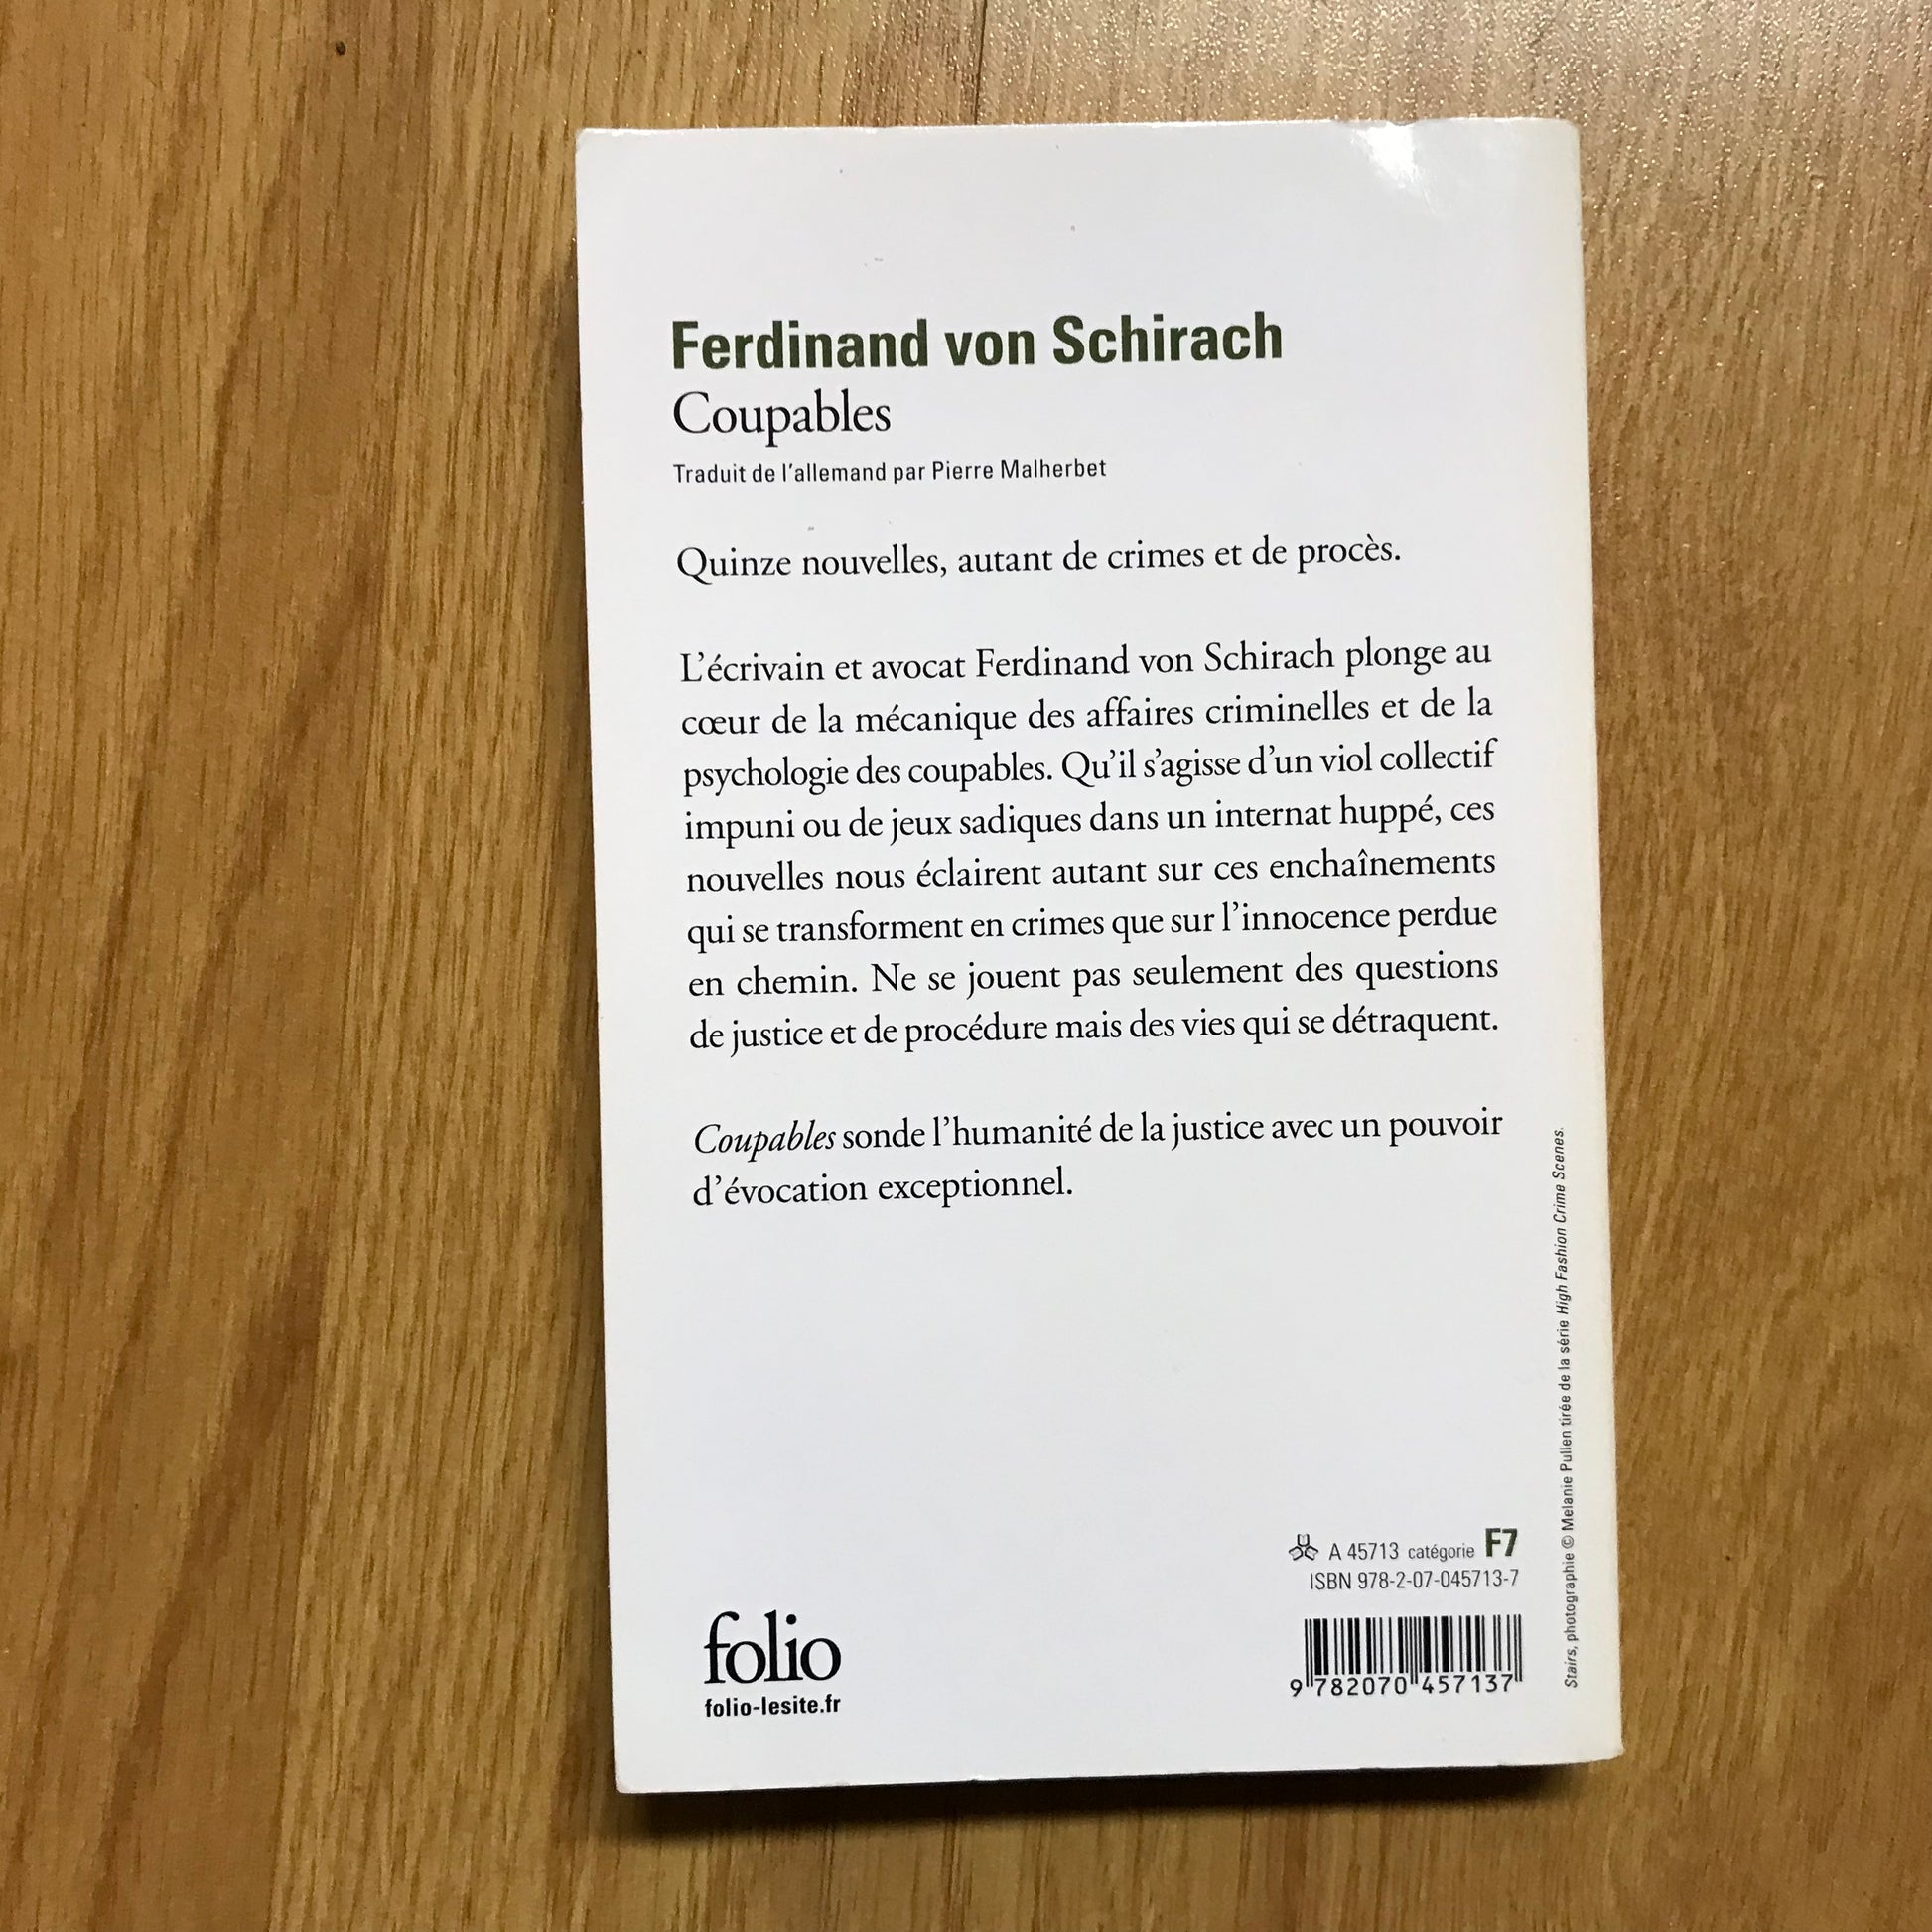 Ferdinand von Schirach
Coupables
Traduit de l'allemand par Pierre Malherbet
Quinze nouvelles, autant de crimes et de procès.
L'écrivain et avocat Ferdinand von Schirach plonge au
cœur de la mécanique des affaires criminelles et de la
psychologie des coupables. Qu'il s'agisse d'un viol collectif
impuni ou de jeux sadiques dans un internat huppé, ces
nouvelles nous éclairent autant sur ces enchaînements
qui se transforment en crimes que sur l'innocence perdue
en chemin. Ne se jouent pas seulement des questions
de justice et de procédure mais des vies qui se détraquent.
Coupables sonde l'humanité de la justice avec un pouvoir
d'évocation exceptionnel.
A 45713 catégorie F7
ISBN 978-2-07-045713-7
9 782070 457137
folio
folio-lesite.fr
Stairs, photographie © Melanie Pullen tirée de la série High Fashion Crime Scenes.